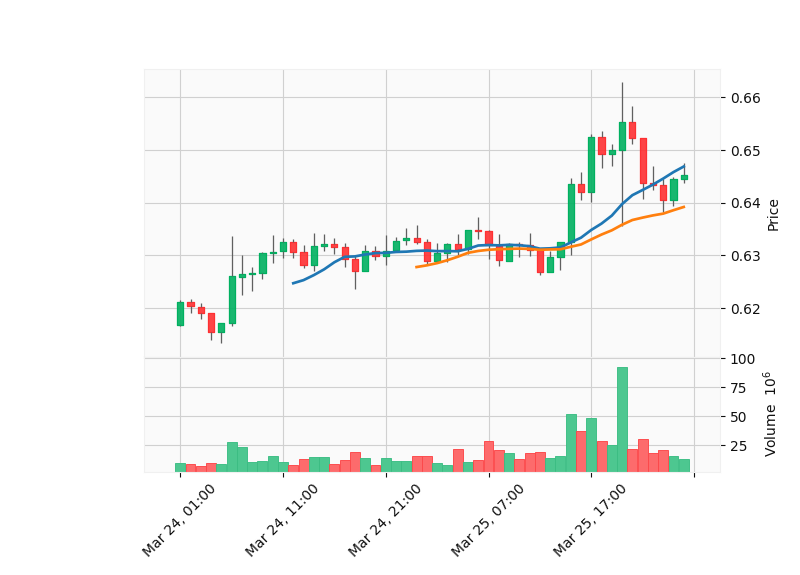 0.66
0.65
0.64
0.63
0.62
Price
100
75
50
25
Volume 10^6
Mar 24, 01:00
Mar 24, 11:00
Mar 24, 21:00
Mar 25, 07:00
Mar 25, 17:00